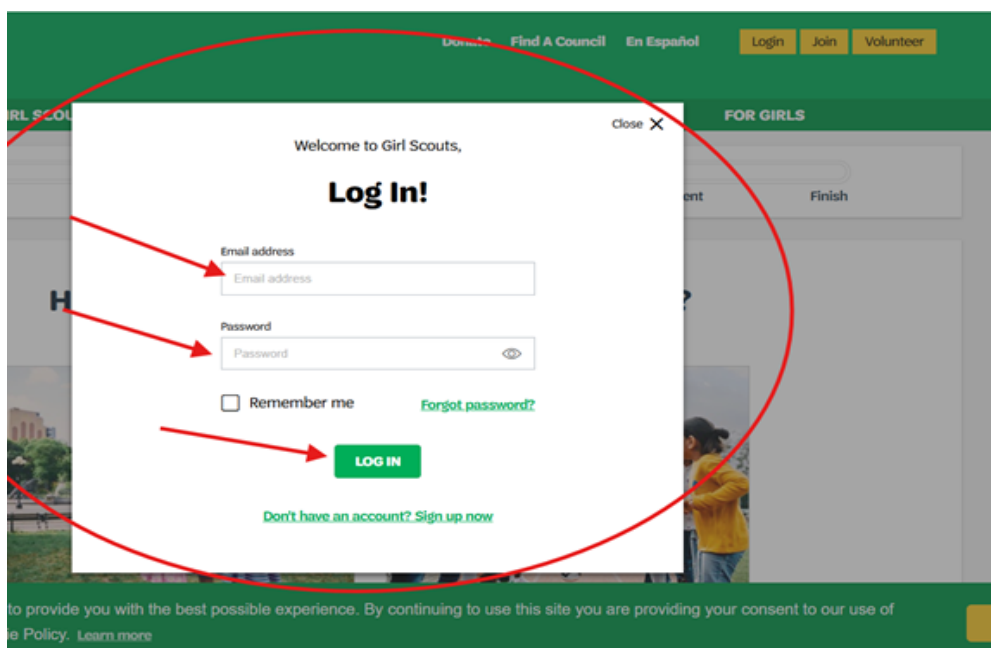 Donate Find A Council En Español Login Join Volunteer
FOR GIRLS
Close X
Welcome to Girl Scouts,
Log In!
ent Finish
Email address
Email address
H ?
Password
Password
Remember me Forgot password?
LOG IN
Don't have an account? Sign up now
to provide you with the best possible experience. By continuing to use this site you are providing your consent to our use of
ie Policy. Learn more